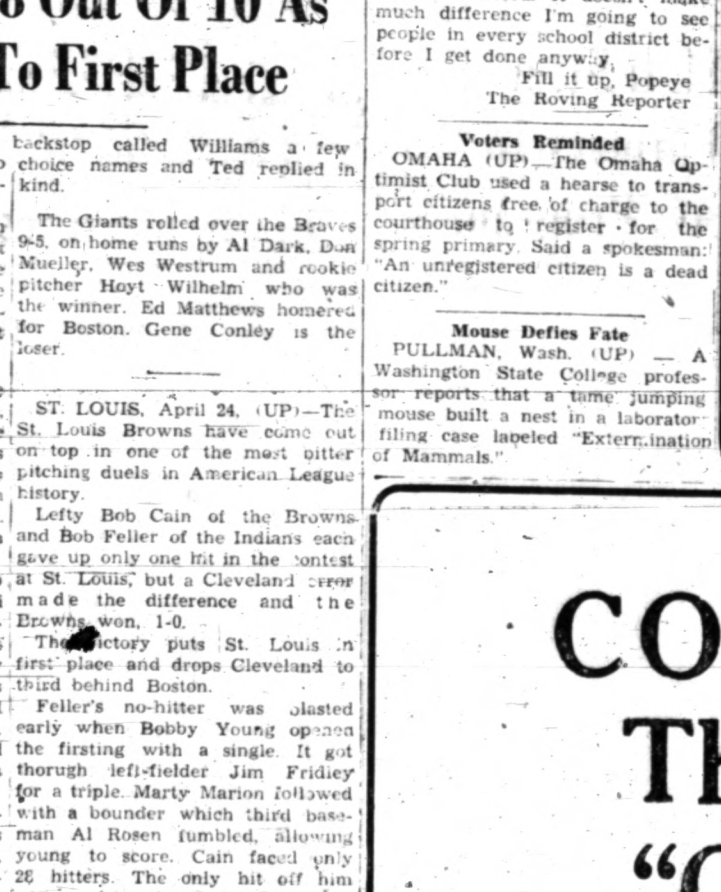 8 Out Of 10 As
To First Place
backstop called Williams a few
choice names and Ted replied in
kind.
The Giants rolled over the Braves
9-5, on home runs by Al Dark, Don
Mueller, Wes Westrum and rookie
pitcher Hoyt Wilhelm who was
the winner. Ed Matthews homered
for Boston. Gene Conley is the
loser.
ST. LOUIS, April 24, (UP)—The
St. Louis Browns have come out
on top in one of the most bitter
pitching duels in American League
history.
Lefty Bob Cain of the Browns
and Bob Feller of the Indians each
gave up only one hit in the contest
at St. Louis, but a Cleveland error
made the difference and the
Browns won, 1-0.
The victory puts St. Louis in
first place and drops Cleveland to
third behind Boston.
Feller's no-hitter was blasted
early when Bobby Young opened
the firsting with a single. It got
thorugh left-fielder Jim Fridley
for a triple. Marty Marion followed
with a bounder which third base-
man Al Rosen fumbled, allowing
young to score. Cain faced only
28 hitters. The only hit off him
much difference I'm going to see
people in every school district be-
fore I get done anyway.
Fill it up, Popeye
The Roving Reporter
Voters Reminded
OMAHA (UP)—The Omaha Op-
timist Club used a hearse to trans-
port citizens free of charge to the
courthouse to register for the
spring primary. Said a spokesman:
"An unregistered citizen is a dead
citizen."
Mouse Defies Fate
PULLMAN, Wash. (UP) — A
Washington State College profes-
sor reports that a tame jumping
mouse built a nest in a laborator
filing case labeled "Extermination
of Mammals."
CO
TH
"